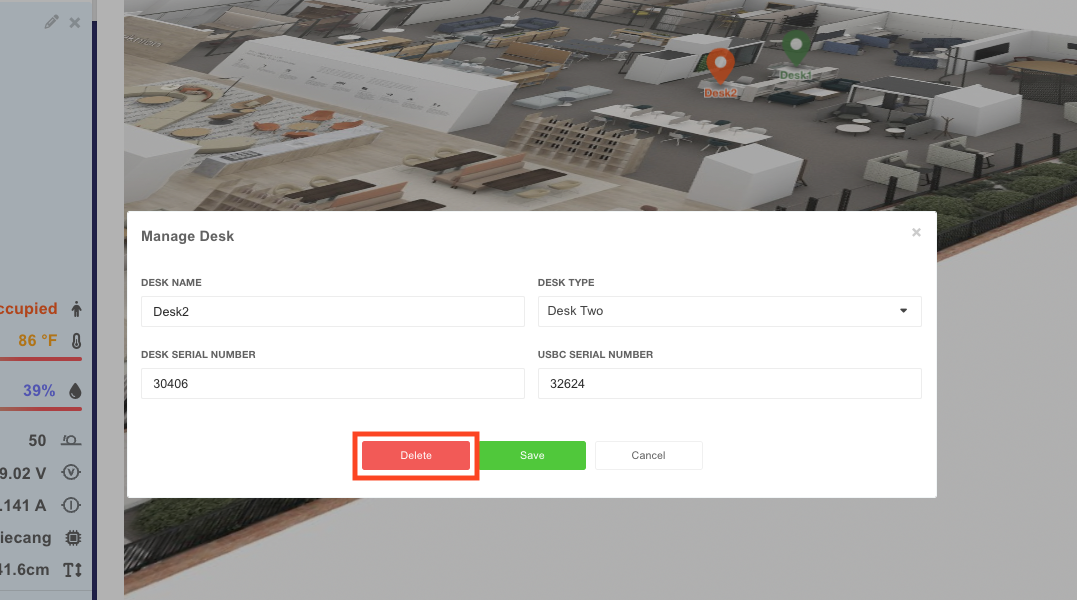 Desk1
Desk2
Manage Desk
×
DESK NAME
DESK TYPE
Desk2
Desk Two
DESK SERIAL NUMBER
USBC SERIAL NUMBER
30406
32624
Delete
Save
Cancel
ccupied
86 °F
39%
50
9.02 V
.141 A
iecang
41.6cm